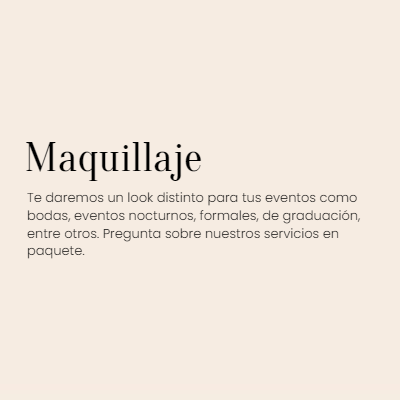 Maquillaje
Te daremos un look distinto para tus eventos como
bodas, eventos nocturnos, formales, de graduación,
entre otros. Pregunta sobre nuestros servicios en
paquete.